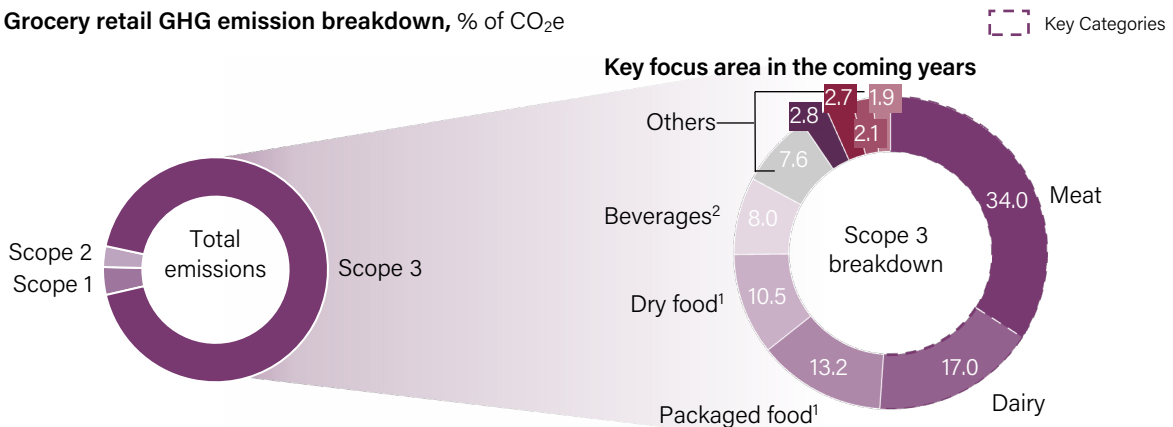 Grocery retail GHG emission breakdown, % of CO₂e
Key Categories
Key focus area in the coming years
Others
2.8
2.7
2.1
1.9
7.6
Beverages²
8.0
Dry food¹
10.5
Packaged food¹
13.2
Dairy
17.0
Meat
34.0
Scope 3
breakdown
Scope 2
Scope 1
Total
emissions
Scope 3